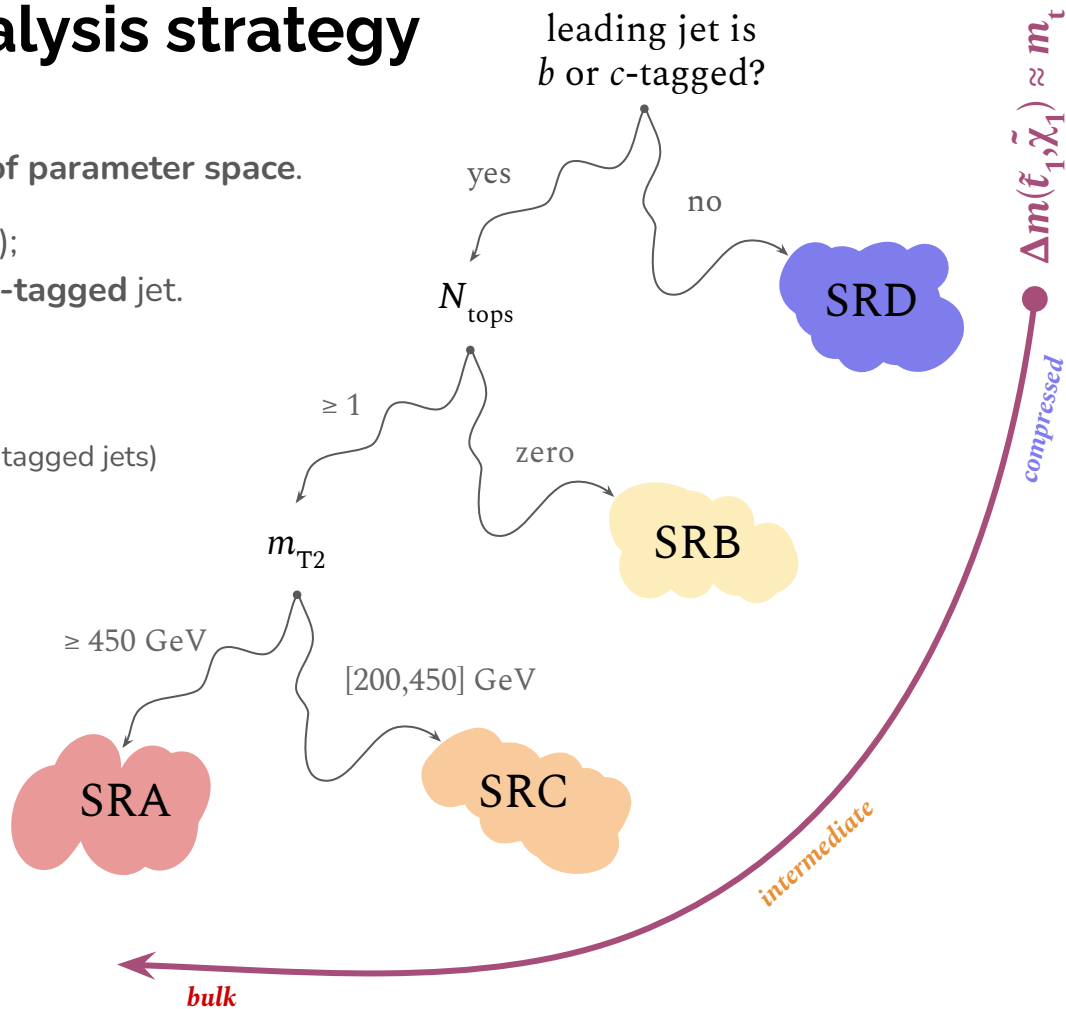 alysis strategy
leading jet is
b or c-tagged?
Δm(t̃₁,χ̃₁) ≈ mₜ
of parameter space.
yes
no
);
-tagged jet.
N_tops
SRD
compressed
≥ 1
zero
tagged jets)
m_T2
SRB
≥ 450 GeV
[200,450] GeV
SRA
SRC
intermediate
bulk